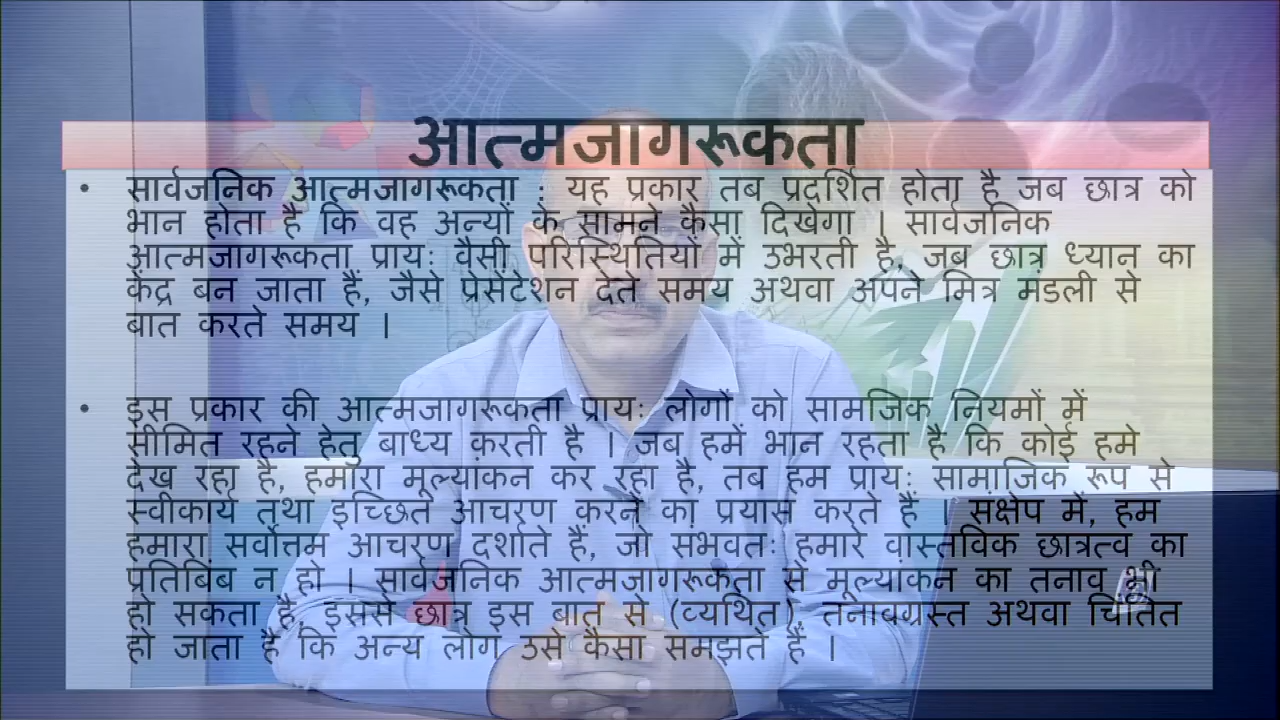 आत्मजागरूकता
• सार्वजनिक आत्मजागरूकता : यह प्रकार तब प्रदर्शित होता है जब छात्र को
भान होता है कि वह अन्यों के सामने कैसा दिखेगा । सार्वजनिक
आत्मजागरूकता प्रायः वैसी परिस्थितियों में उभरती है, जब छात्र ध्यान का
केंद्र बन जाता हैं, जैसे प्रेसेंटेशन देते समय अथवा अपने मित्र मंडली से
बात करते समय ।
• इस प्रकार की आत्मजागरूकता प्रायः लोगों को सामजिक नियमों में
सीमित रहने हेतु बाध्य करती है । जब हमें भान रहता है कि कोई हमे
देख रहा है, हमारा मूल्यांकन कर रहा है, तब हम प्रायः सामाजिक रूप से
स्वीकार्य तथा इच्छित आचरण करने का प्रयास करते हैं । संक्षेप में, हम
हमारा सर्वोत्तम आचरण दर्शाते हैं, जो संभवतः हमारे वास्तविक छात्रत्व का
प्रतिबिंब न हो । सार्वजनिक आत्मजागरूकता से मूल्यांकन का तनाव भी
हो सकता है, इससे छात्र इस बात से (व्यथित), तनावग्रस्त अथवा चिंतित
हो जाता है कि अन्य लोग उसे कैसा समझते हैं ।